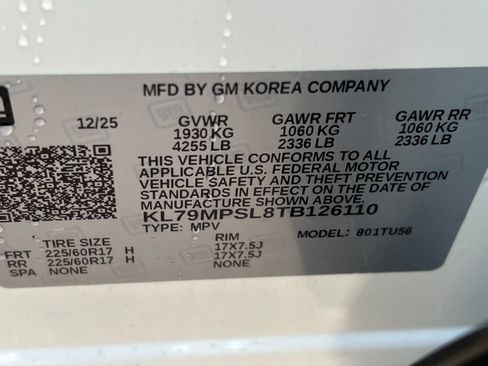 MFD BY GM KOREA COMPANY
12/25 GVWR GAWR FRT GAWR RR
1930 KG 1060 KG 1060 KG
4255 LB 2336 LB 2336 LB
THIS VEHICLE CONFORMS TO ALL
APPLICABLE U.S. FEDERAL MOTOR
VEHICLE SAFETY AND THEFT PREVENTION
STANDARDS IN EFFECT ON THE DATE OF
MANUFACTURE SHOWN ABOVE.
KL79MPSL8TB126110
TYPE: MPV MODEL: 801TU56
TIRE SIZE RIM
FRT 225/60R17 H 17X7.5J
RR 225/60R17 H 17X7.5J
SPA NONE NONE